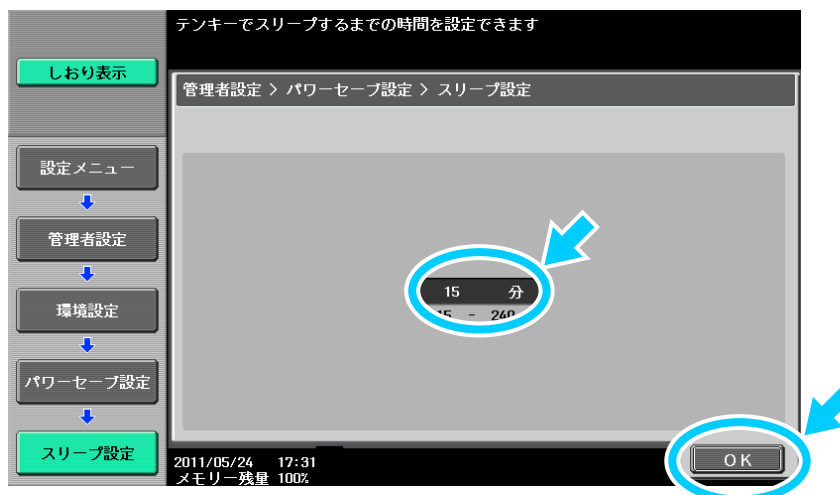 テンキーでスリープするまでの時間を設定できます
しおり表示
管理者設定 > パワーセーブ設定 > スリープ設定
設定メニュー
管理者設定
環境設定
パワーセーブ設定
スリープ設定
15 分
15 - 240
OK
2011/05/24 17:31
メモリー残量 100%